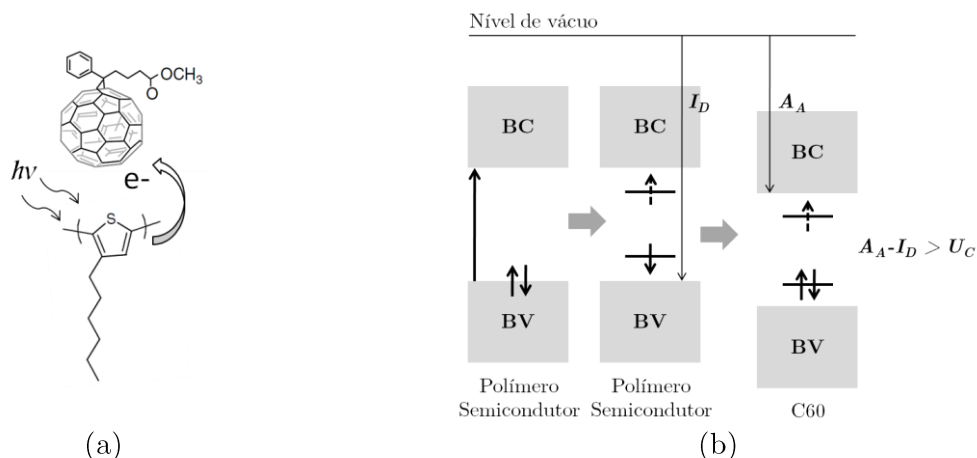 Nível de vácuo
OCH₃
O
hν
e-
S
(a)
I_D
A_A
BC
BC
BC
A_A-I_D > U_C
BV
BV
BV
Polímero
Semicondutor
Polímero
Semicondutor
C60
(b)